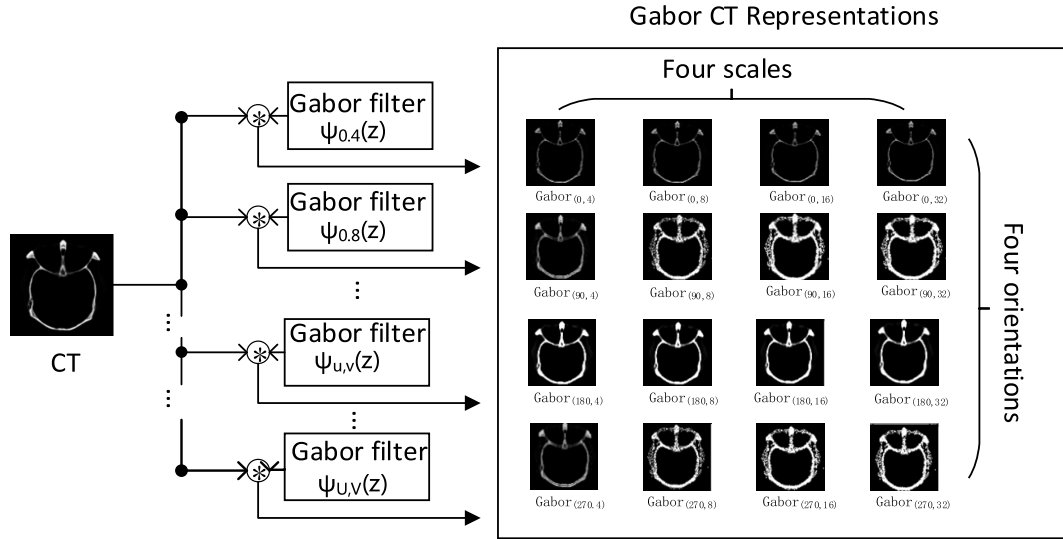 Gabor CT Representations
Four scales
Gabor filter
ψ0.4(z)
Gabor filter
ψ0.8(z)
...
Gabor filter
ψu,v(z)
...
Gabor filter
ψU,V(z)
CT
...
...
Gabor(0, 4) Gabor(0, 8) Gabor(0, 16) Gabor(0, 32)
Gabor(90, 4) Gabor(90, 8) Gabor(90, 16) Gabor(90, 32)
Gabor(180, 4) Gabor(180, 8) Gabor(180, 16) Gabor(180, 32)
Gabor(270. 4) Gabor(270, 8) Gabor(270, 16) Gabor(270, 32)
Four orientations